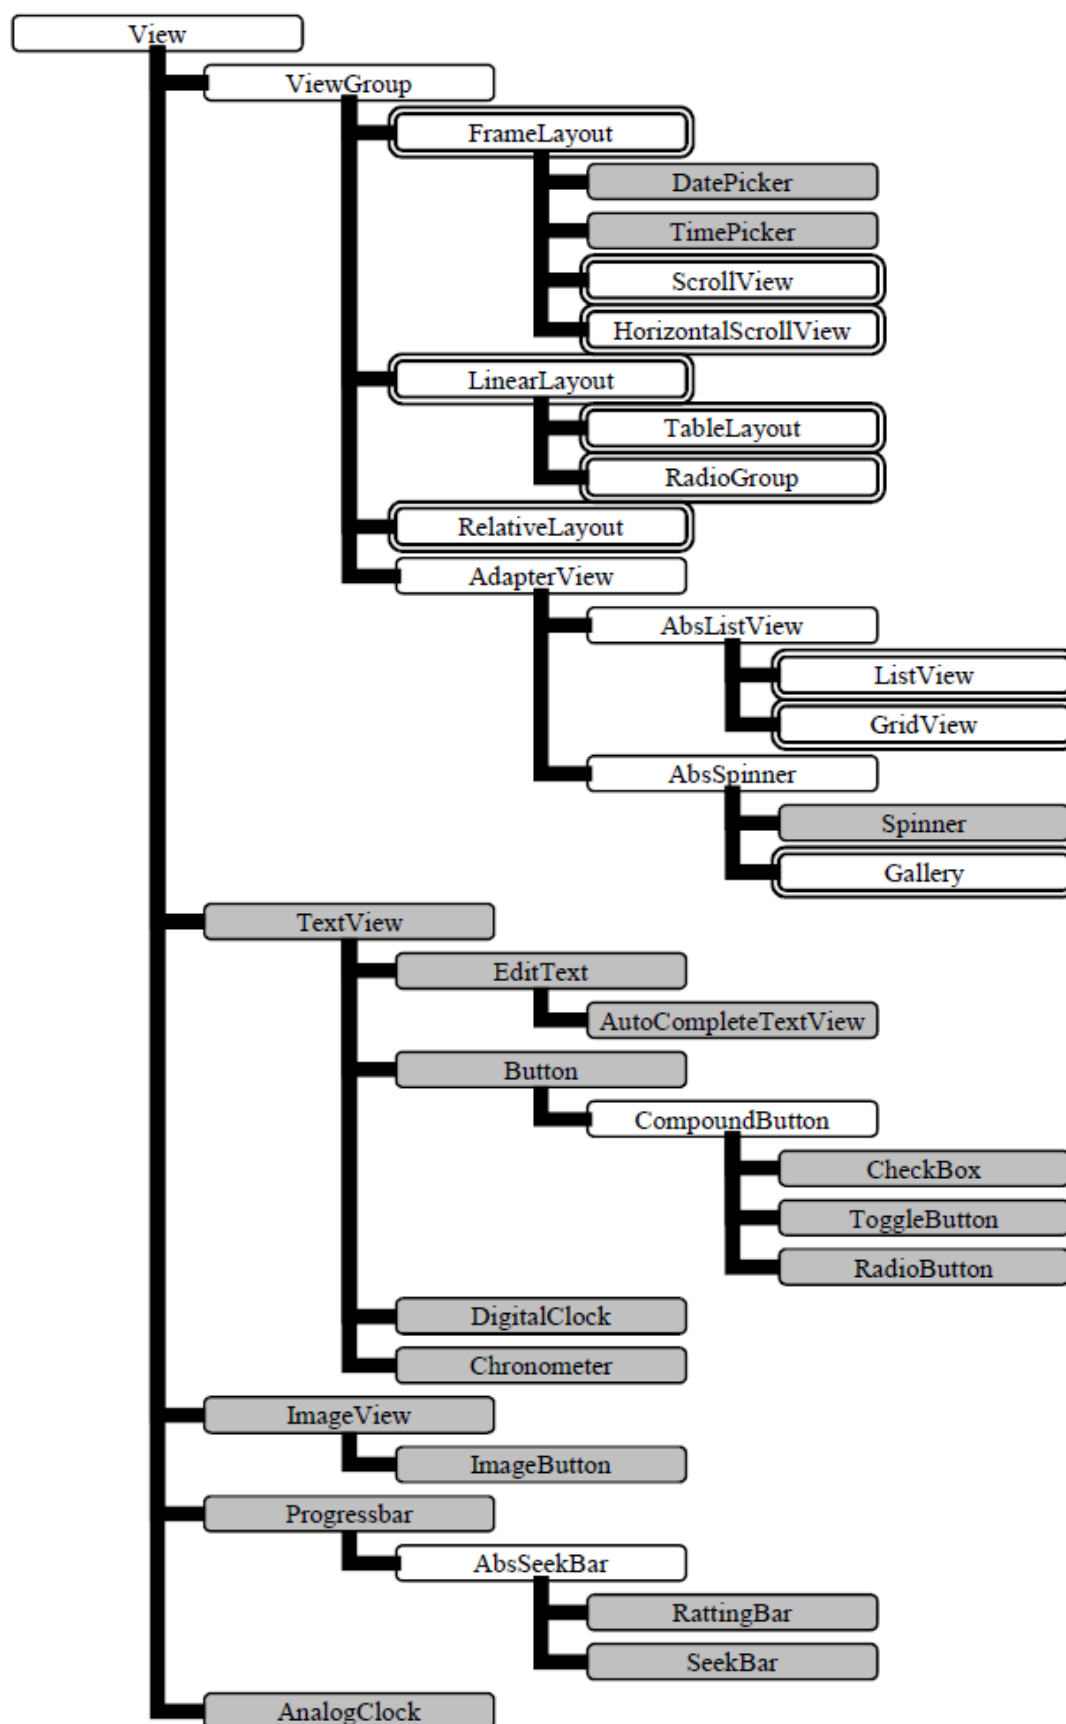 View
ViewGroup
FrameLayout
DatePicker
TimePicker
ScrollView
HorizontalScrollView
LinearLayout
TableLayout
RadioGroup
RelativeLayout
AdapterView
AbsListView
ListView
GridView
AbsSpinner
Spinner
Gallery
TextView
EditText
AutoCompleteTextView
Button
CompoundButton
CheckBox
ToggleButton
RadioButton
DigitalClock
Chronometer
ImageView
ImageButton
Progressbar
AbsSeekBar
RattingBar
SeekBar
AnalogClock